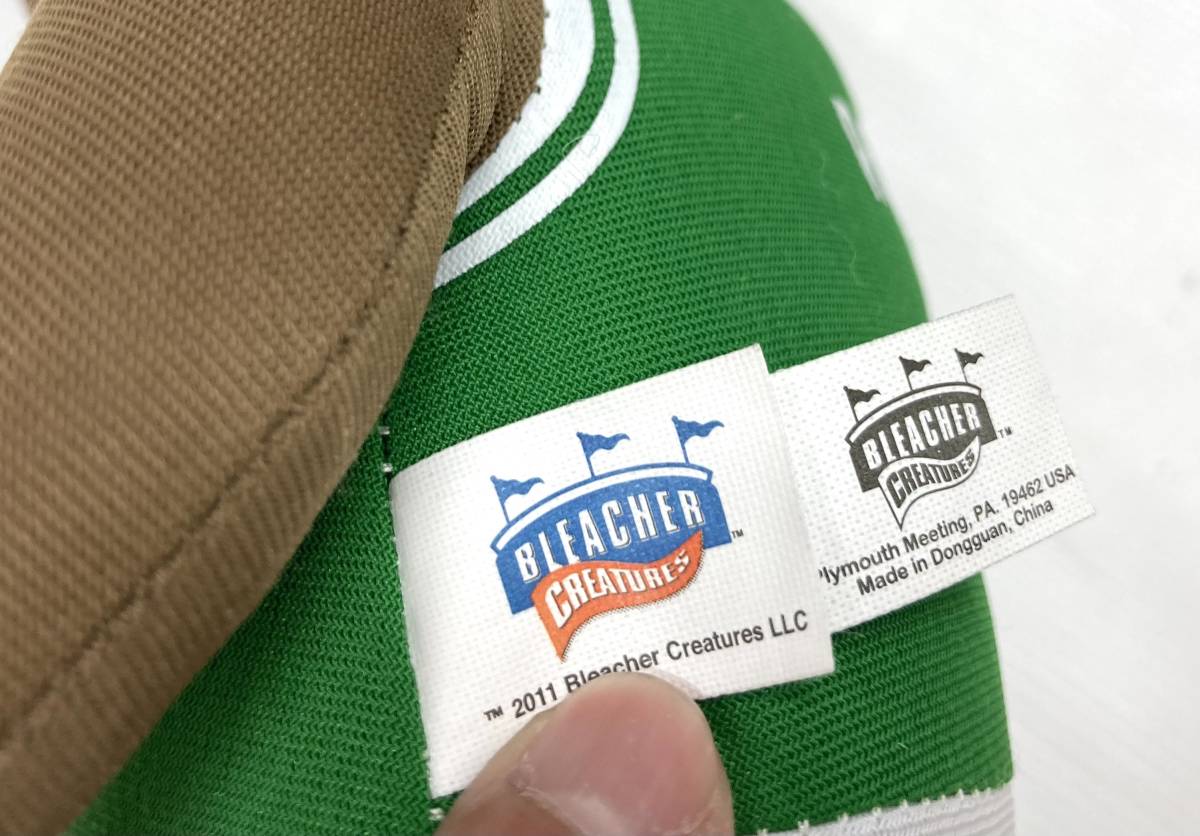 BLEACHER
CREATURES
™
™ 2011 Bleacher Creatures LLC
BLEACHER
CREATURES
™
Plymouth Meeting, PA. 19462 USA
Made in Dongguan, China